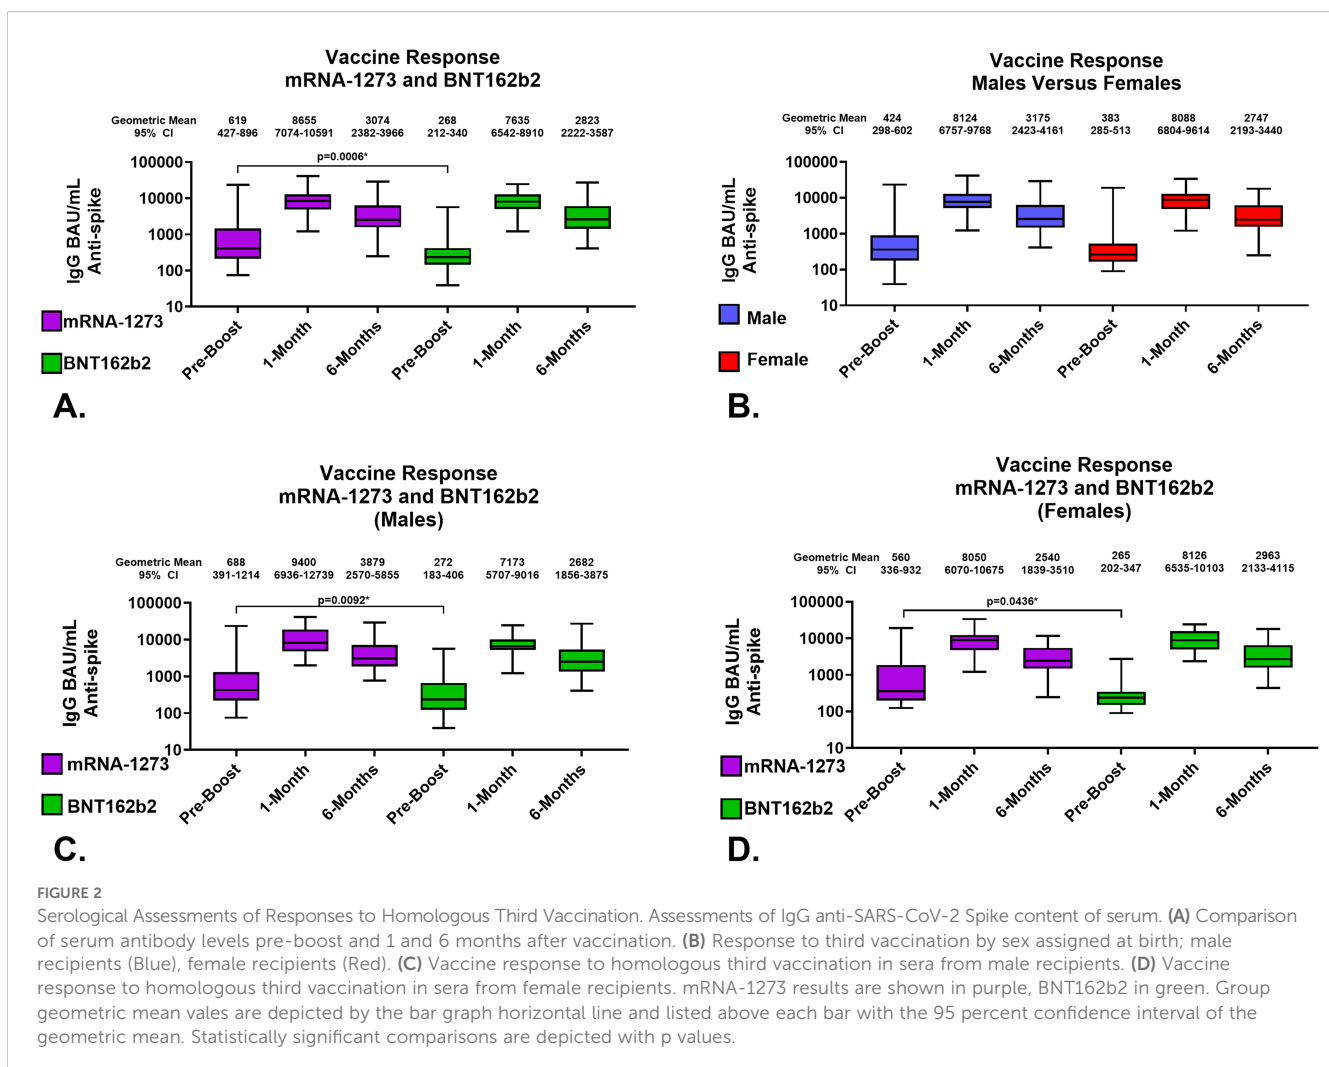 Vaccine Response
mRNA-1273 and BNT162b2
Geometric Mean 619 8655 3074 268 7635 2823
95% CI 427-896 7074-10591 2382-3966 212-340 6542-8910 2222-3587
p=0.0006*
IgG BAU/mL
Anti-spike
100000
10000
1000
100
10
Pre-Boost 1-Month 6-Months Pre-Boost 1-Month 6-Months
mRNA-1273
BNT162b2
A.
Vaccine Response
Males Versus Females
Geometric Mean 424 8124 3175 383 8088 2747
95% CI 298-602 6757-9768 2423-4161 285-513 6804-9614 2193-3440
IgG BAU/mL
Anti-spike
100000
10000
1000
100
10
Pre-Boost 1-Month 6-Months Pre-Boost 1-Month 6-Months
Male
Female
B.
Vaccine Response
mRNA-1273 and BNT162b2
(Males)
Geometric Mean 688 9400 3879 272 7173 2682
95% CI 391-1214 6936-12739 2570-5855 183-406 5707-9016 1856-3875
p=0.0092*
IgG BAU/mL
Anti-spike
100000
10000
1000
100
10
Pre-Boost 1-Month 6-Months Pre-Boost 1-Month 6-Months
mRNA-1273
BNT162b2
C.
Vaccine Response
mRNA-1273 and BNT162b2
(Females)
Geometric Mean 560 8050 2540 265 8126 2963
95% CI 336-932 6070-10675 1839-3510 202-347 6535-10103 2133-4115
p=0.0436*
IgG BAU/mL
Anti-spike
100000
10000
1000
100
10
Pre-Boost 1-Month 6-Months Pre-Boost 1-Month 6-Months
mRNA-1273
BNT162b2
D.
FIGURE 2
Serological Assessments of Responses to Homologous Third Vaccination. Assessments of IgG anti-SARS-CoV-2 Spike content of serum. (A) Comparison
of serum antibody levels pre-boost and 1 and 6 months after vaccination. (B) Response to third vaccination by sex assigned at birth; male
recipients (Blue), female recipients (Red). (C) Vaccine response to homologous third vaccination in sera from male recipients. (D) Vaccine
response to homologous third vaccination in sera from female recipients. mRNA-1273 results are shown in purple, BNT162b2 in green. Group
geometric mean vales are depicted by the bar graph horizontal line and listed above each bar with the 95 percent confidence interval of the
geometric mean. Statistically significant comparisons are depicted with p values.